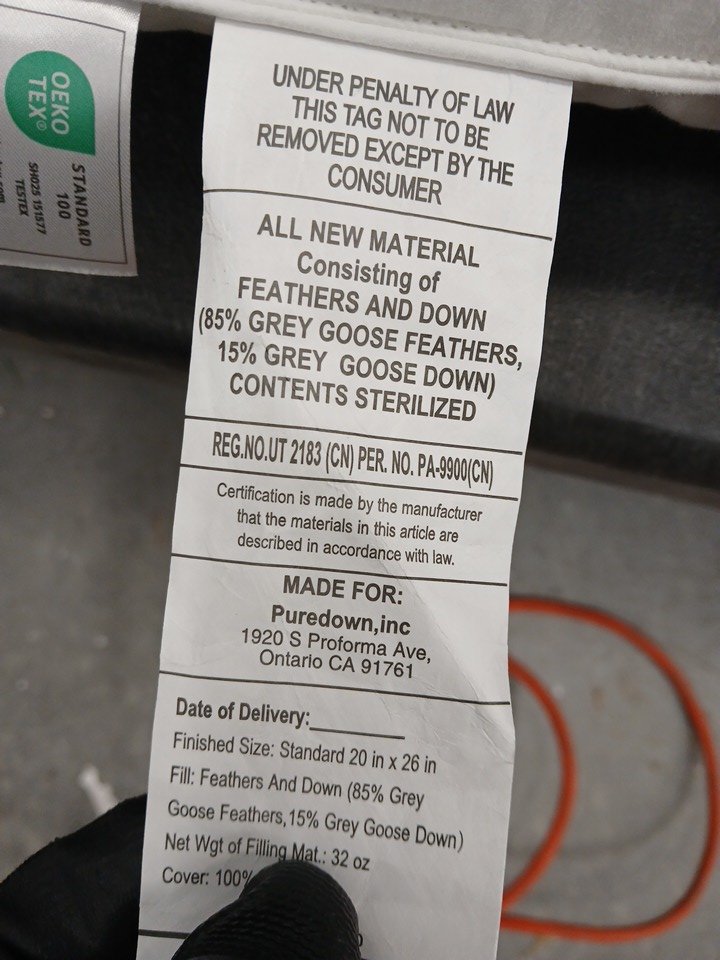 OEKO
TEX®
STANDARD
100
SH025 151577
TESTEX
UNDER PENALTY OF LAW
THIS TAG NOT TO BE
REMOVED EXCEPT BY THE
CONSUMER
ALL NEW MATERIAL
Consisting of
FEATHERS AND DOWN
(85% GREY GOOSE FEATHERS,
15% GREY GOOSE DOWN)
CONTENTS STERILIZED
REG.NO.UT 2183 (CN) PER. NO. PA-9900(CN)
Certification is made by the manufacturer
that the materials in this article are
described in accordance with law.
MADE FOR:
Puredown,inc
1920 S Proforma Ave,
Ontario CA 91761
Date of Delivery:
Finished Size: Standard 20 in x 26 in
Fill: Feathers And Down (85% Grey
Goose Feathers,15% Grey Goose Down)
Net Wgt of Filling Mat.: 32 oz
Cover: 100%